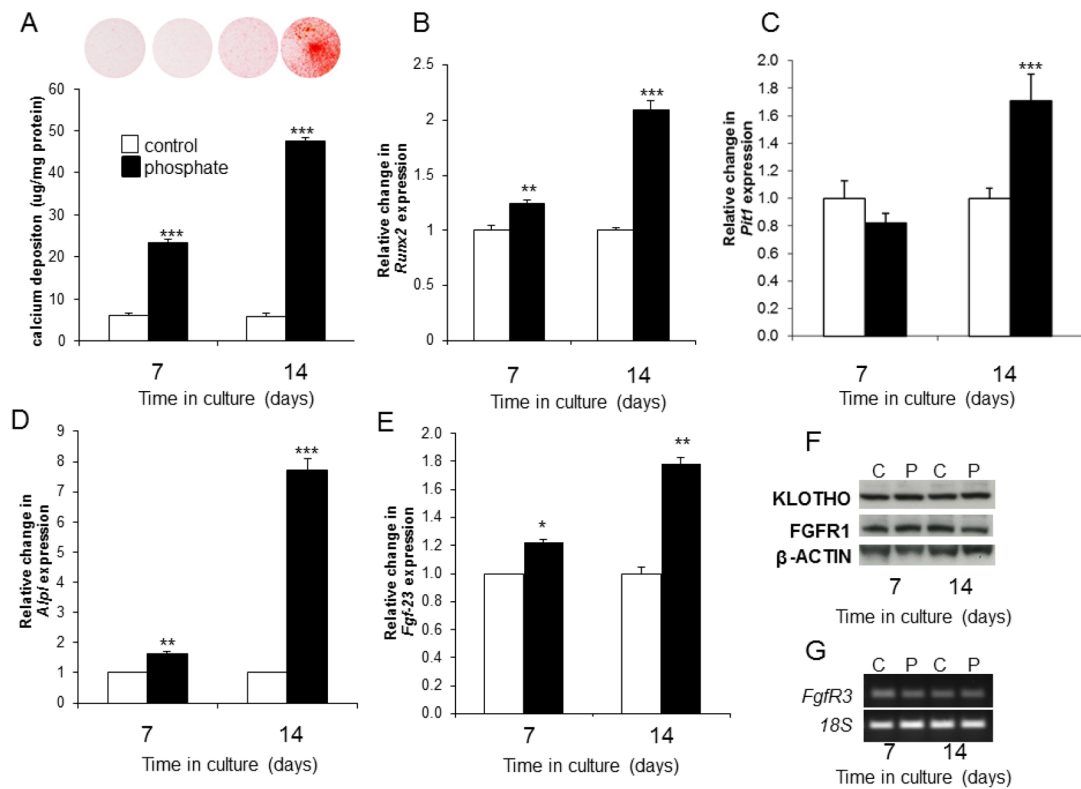 A
calcium depositon (ug/mg protein)
60
50
40
30
20
10
0
control
phosphate
***
***
7
14
Time in culture (days)
B
Relative change in
Runx2 expression
2.5
2
1.5
1
0.5
0
**
***
7
14
Time in culture (days)
C
Relative change in
Pit1 expression
2.0
1.8
1.6
1.4
1.2
1.0
0.8
0.6
0.4
0.2
0.0
***
7
14
Time in culture (days)
D
Relative change in
Alpl expression
9
8
7
6
5
4
3
2
1
0
**
***
7
14
Time in culture (days)
E
Relative change in
Fgf-23 expression
2.0
1.8
1.6
1.4
1.2
1.0
0.8
0.6
0.4
0.2
0.0
*
**
7
14
Time in culture (days)
F
C P C P
KLOTHO
FGFR1
β-ACTIN
7 14
Time in culture (days)
G
C P C P
FgfR3
18S
7 14
Time in culture (days)